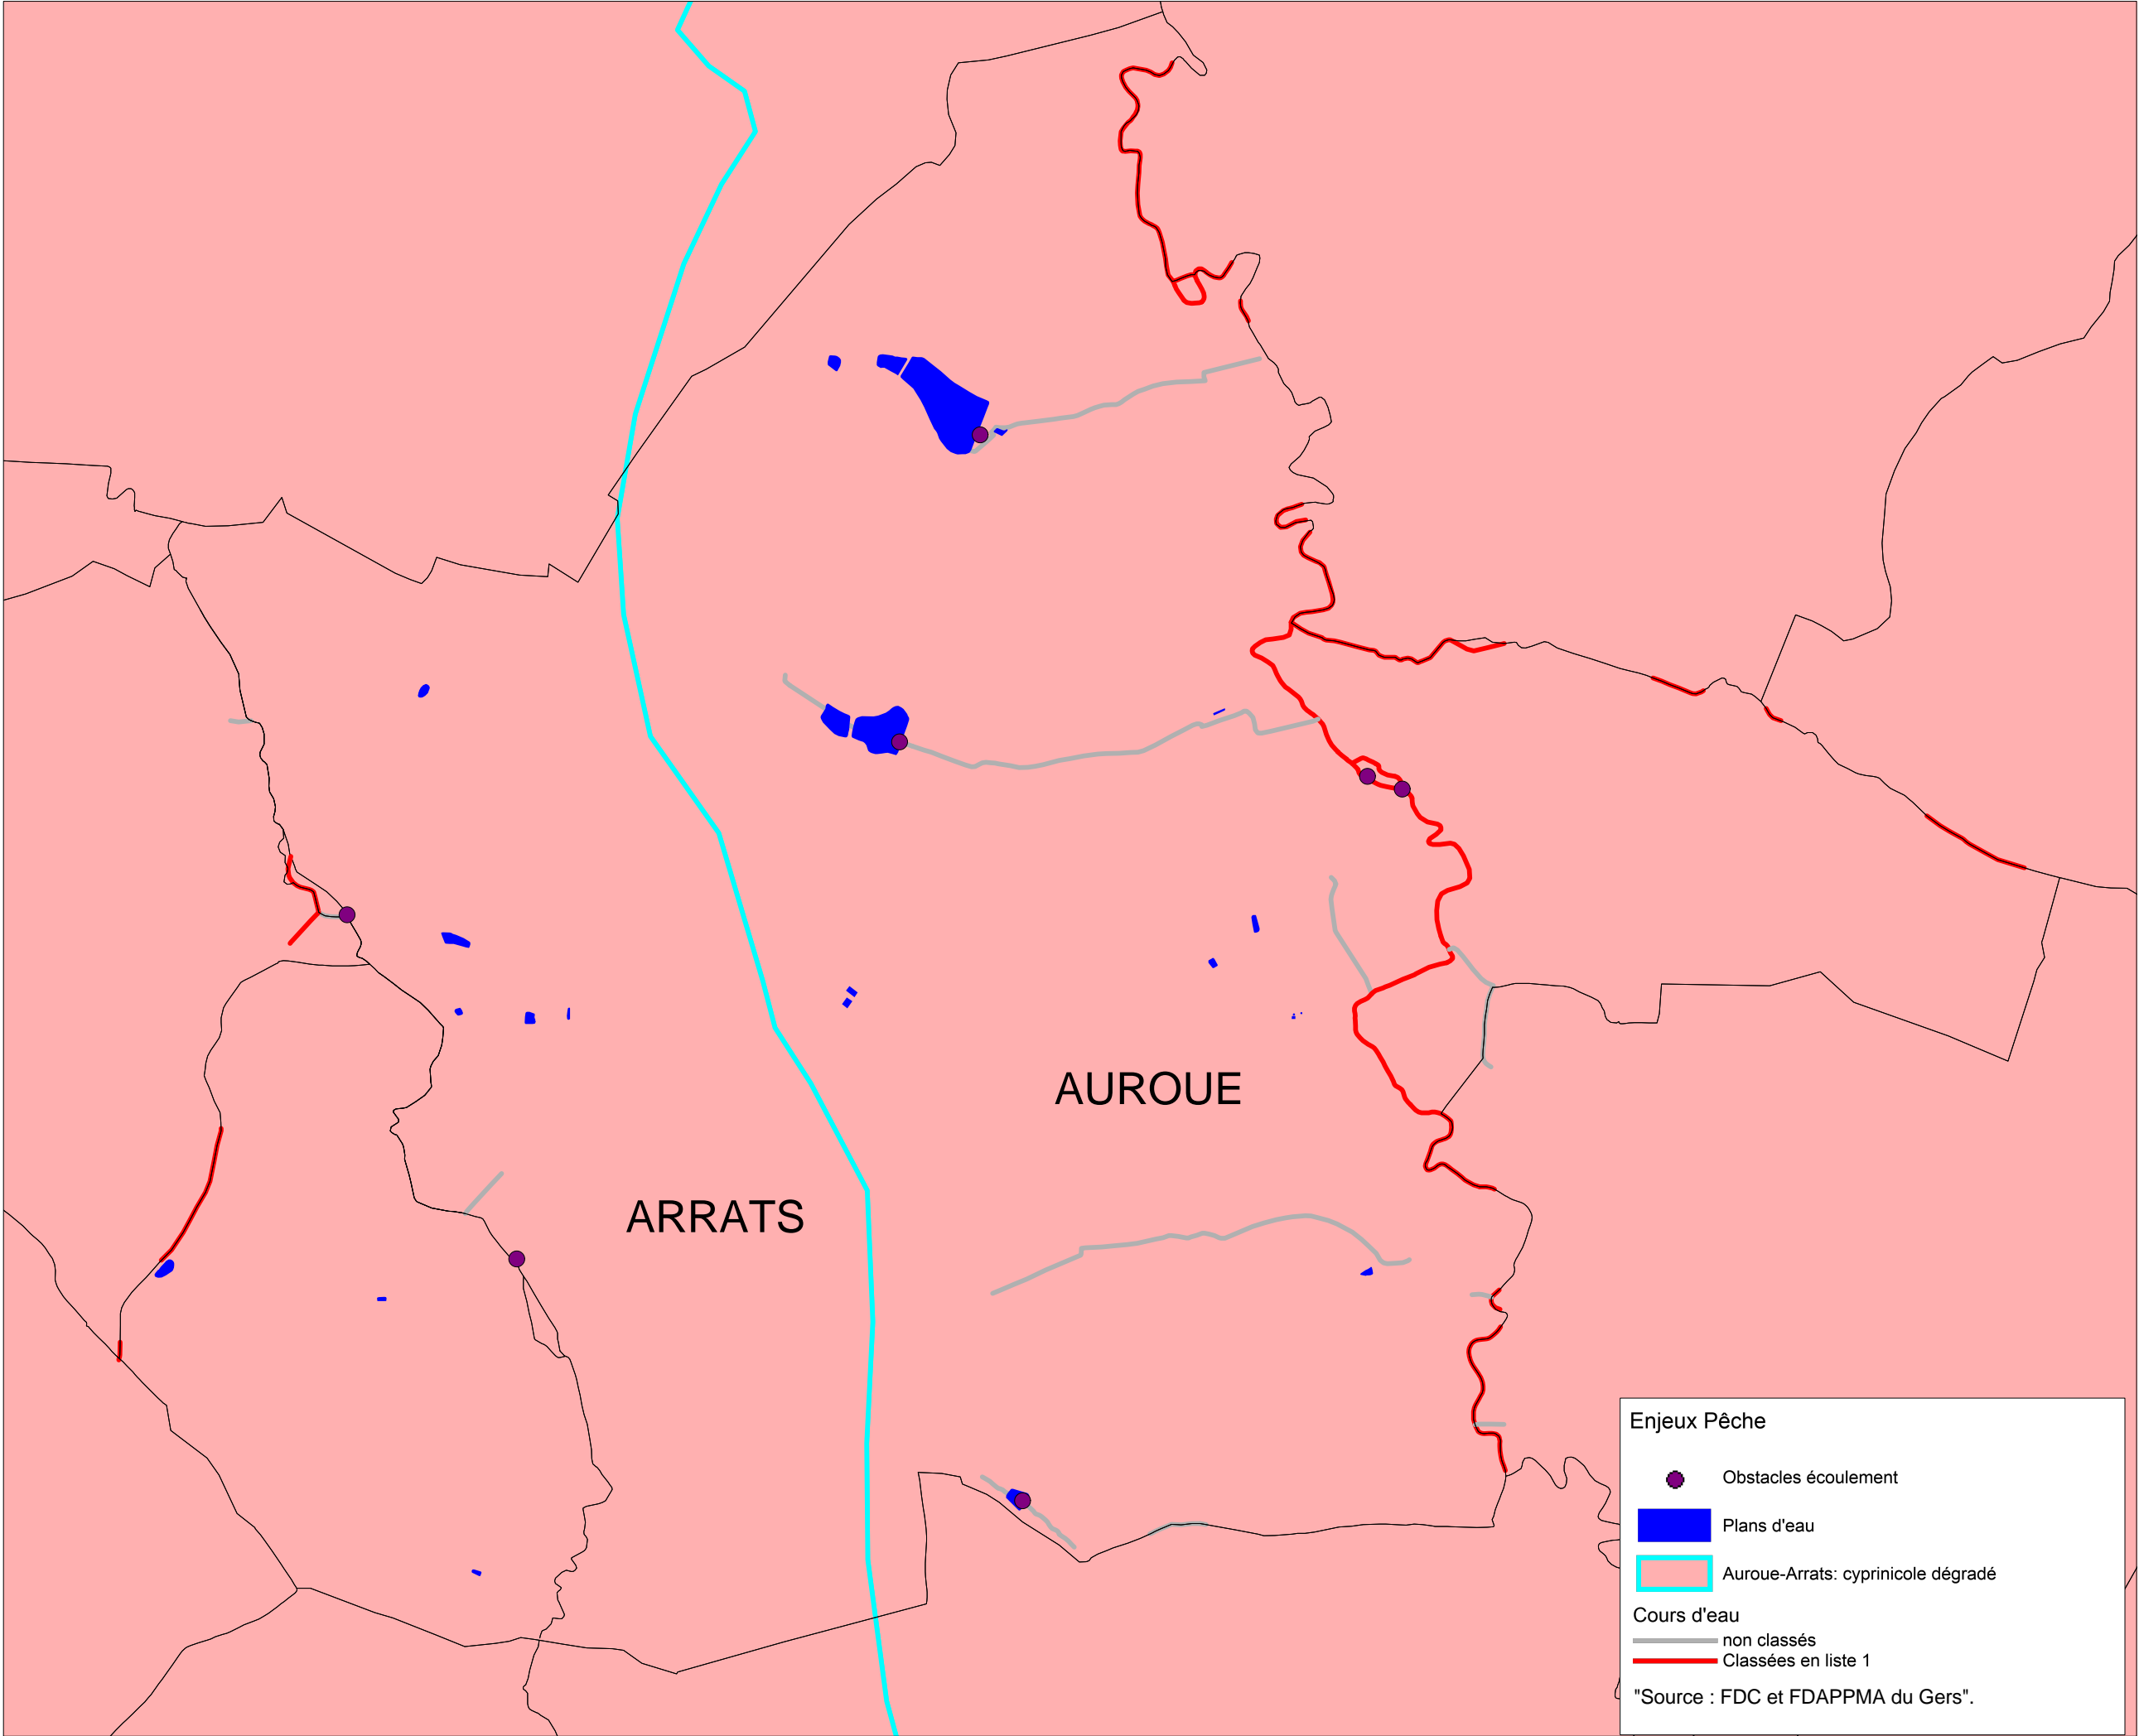 AUROUE
ARRATS
Enjeux Pêche
Obstacles écoulement
Plans d'eau
Auroue-Arrats: cyprinicole dégradé
Cours d'eau
non classés
Classées en liste 1
"Source : FDC et FDAPPMA du Gers".